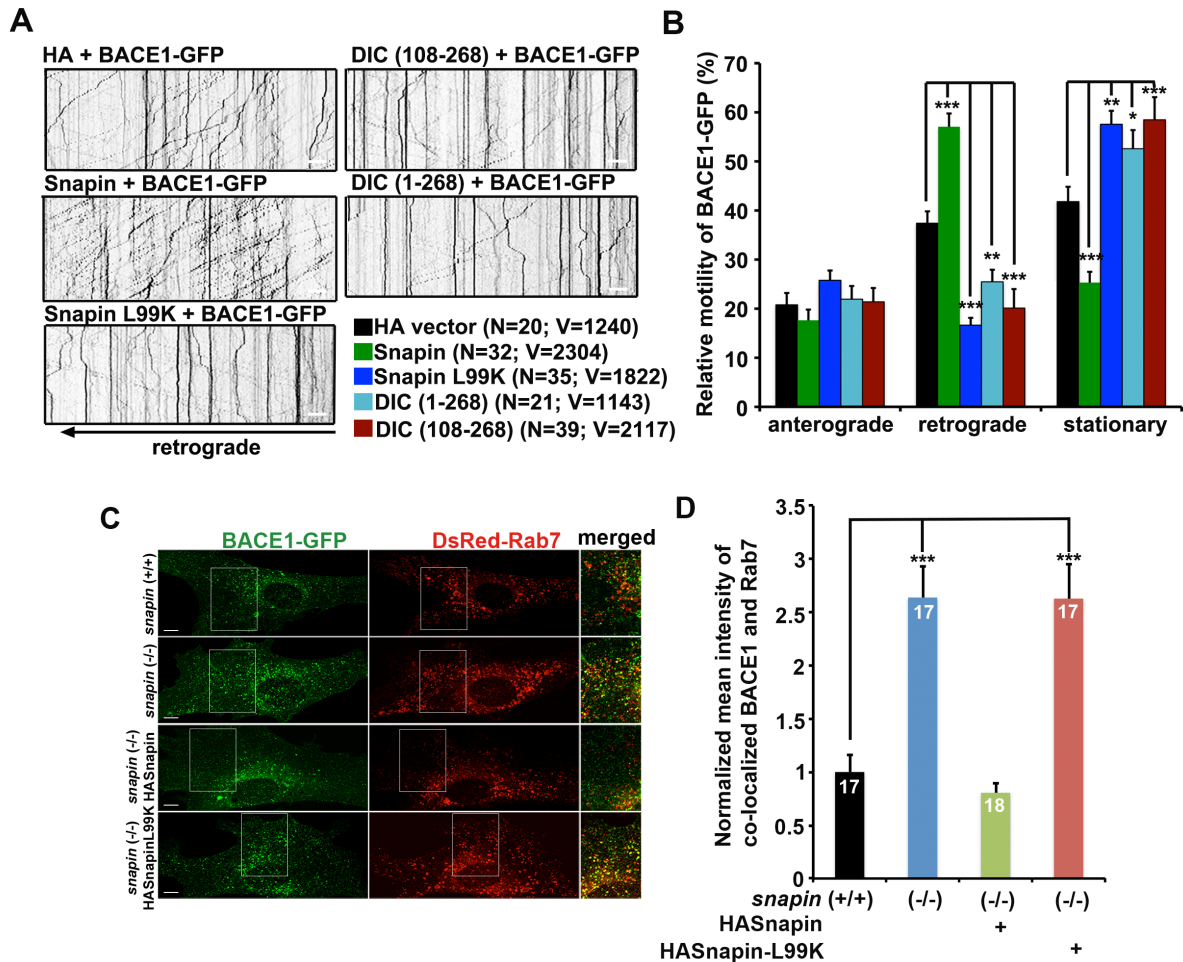 A
HA + BACE1-GFP
DIC (108-268) + BACE1-GFP
Snapin + BACE1-GFP
DIC (1-268) + BACE1-GFP
Snapin L99K + BACE1-GFP
retrograde
HA vector (N=20; V=1240)
Snapin (N=32; V=2304)
Snapin L99K (N=35; V=1822)
DIC (1-268) (N=21; V=1143)
DIC (108-268) (N=39; V=2117)
B
Relative motility of BACE1-GFP (%)
70
60
50
40
30
20
10
0
***
***
**
***
***
**
*
***
anterograde
retrograde
stationary
C
BACE1-GFP
DsRed-Rab7
merged
snapin (+/+)
snapin (-/-)
snapin (-/-)
HASnapin
snapin (-/-)
HASnapinL99K
D
Normalized mean intensity of
co-localized BACE1 and Rab7
3.5
3
2.5
2
1.5
1
0.5
0
***
***
17
17
18
17
snapin (+/+) (-/-) (-/-) (-/-)
HASnapin +
HASnapin-L99K +